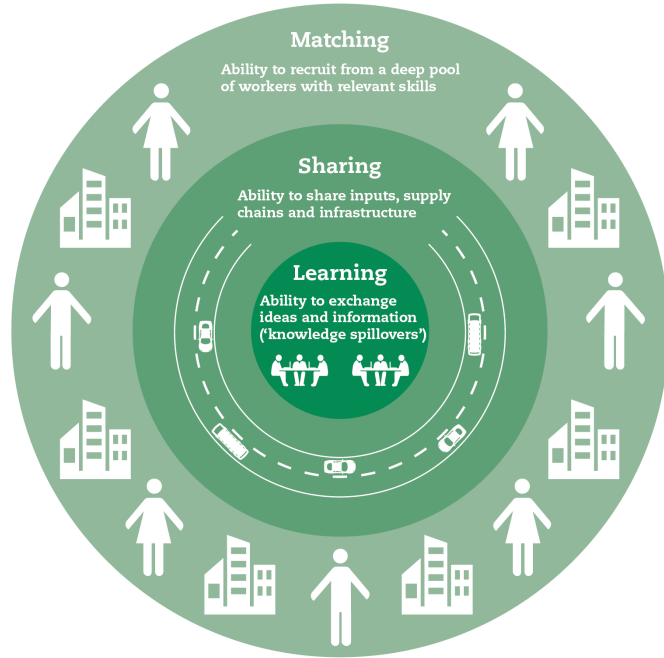 Matching
Ability to recruit from a deep pool
of workers with relevant skills
Sharing
Ability to share inputs, supply
chains and infrastructure
Learning
Ability to exchange
ideas and information
(‘knowledge spillovers’)